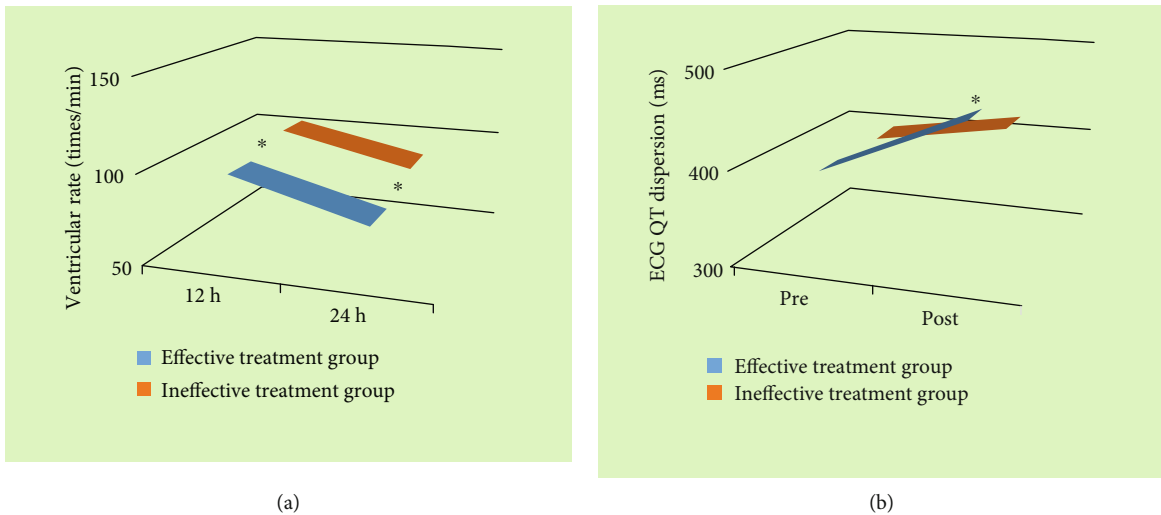 Ventricular rate (times/min)
150
100
50
*
*
12 h
24 h
Effective treatment group
Ineffective treatment group
(a)
ECG QT dispersion (ms)
500
400
300
*
Pre
Post
Effective treatment group
Ineffective treatment group
(b)